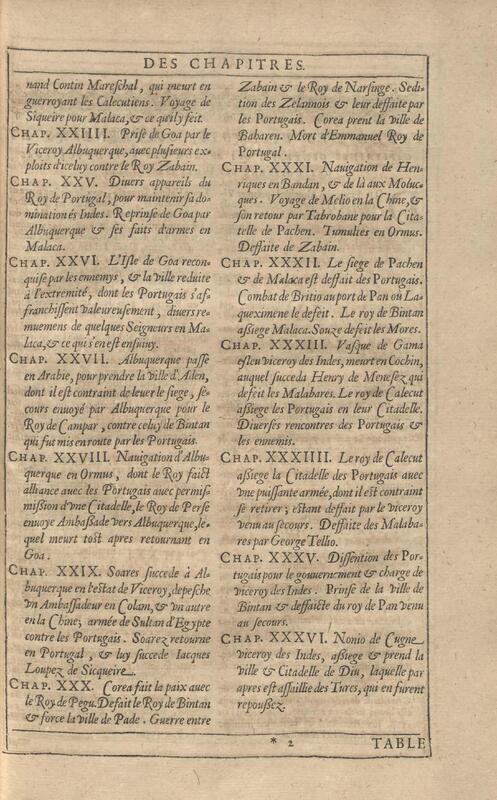 DES CHAPITRES.
nand Contin Mareſchal, qui meurt en
guerroyant les Calecutiens. Voyage de
Siqueire pour Malaca, & ce qu'il y feit.
CHAP. XXIIII. Priſe de Goa par le
Viceroy Albuquerque, avec pluſieurs ex-
ploits d'iceluy contre le Roy Zabain.
CHAP. XXV. Diuers appareils du
Roy de Portugal, pour maintenir ſa do-
mination és Indes. Reprinſe de Goa par
Albuquerque & ſes faits d'armes en
Malaca.
CHAP. XXVI. L'Iſle de Goa recon-
quiſe par les ennemys, & la ville reduite
à l'extremité, dont les Portugais s'af-
franchiſſent valeureuſement, diuers re-
muemens de quelques Seigneurs en Ma-
laca, & ce qui s'en eſt enſuiuy.
CHAP. XXVII. Albuquerque paſſe
en Arabie, pour prendre la ville d'Aden,
dont il eſt contraint de leuer le ſiege, ſe-
cours enuoyé par Albuquerque pour le
Roy de Campar, contre celuy de Bintan
qui fut mis en route par les Portugais.
CHAP. XXVIII. Nauigation d'Albu-
querque en Ormus, dont le Roy faict
alliance avec les Portugais avec permiſ-
miſſion d'vne Citadelle, le Roy de Perſe
enuoye Ambaſſade vers Albuquerque, le-
quel meurt toſt apres retournant en
Goa.
CHAP. XXIX. Soares ſuccede à Al-
buquerque en l'eſtat de Viceroy, depeſche
vn Ambaſſadeur en Colan, & vn autre
en la Chine; armée de Sultan d'Egypte
contre les Portugais. Soarez retourne
en Portugal, & luy ſuccede Iacques
Loupez de Sicqueire.
CHAP. XXX. Corea fait la paix avec
le Roy de Pegu. Defait le Roy de Bintan
& force la ville de Pade. Guerre entre
Zabain & le Roy de Narſinge. Sedi-
tion des Zelannois & leur deffaite par
les Portugais. Corea prent la ville de
Babaren. Mort d'Emmanuel Roy de
Portugal.
CHAP. XXXI. Nauigation de Hen-
riques en Bandan, & de là aux Moluc-
ques. Voyage de Melio en la Chine, &
ſon retour par Tabrobane pour la Cita-
telle de Pachen. Tumultes en Ormus.
Deffaite de Zabain.
CHAP. XXXII. Le ſiege de Pachen
& de Malaca eſt deffait des Portugais.
Combat de Britio au port de Pan où La-
queximene le defeit. Le roy de Bintan
aſſiege Malaca. Souze defeit les Mores.
CHAP. XXXIII. Vaſque de Gama
eſleu viceroy des Indes, meurt en Cochin,
auquel ſucceda Henry de Meneſez qui
defeit les Malabares. Le roy de Calecut
aſſiege les Portugais en leur Citadelle.
Diuerſes rencontres des Portugais &
les ennemis.
CHAP. XXXIIII. Le roy de Calecut
aſſiege la Citadelle des Portugais avec
vne puiſſante armée, dont il eſt contraint
ſe retirer; eſtant deffait par le viceroy
venu au ſecours. Deffaite des Malaba-
res par George Tellio.
CHAP. XXXV. Diſſention des Por-
tugais pour le gouuernement & charge de
viceroy des Indes. Prinſe de la ville de
Bintan & deffaicte du roy de Pan venu
au ſecours.
CHAP. XXXVI. Nonio de Cugne
viceroy des Indes, aſſiege & prend la
ville & Citadelle de Diu, laquelle par
apres eſt aſſaillie des Turcs, qui en furent
repouſſez.
* 2 TABLE